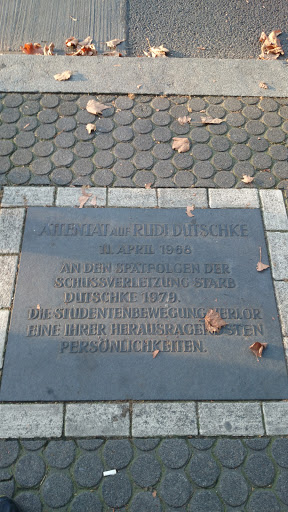 ATTENTAT AUF RUDI DUTSCHKE
11. APRIL 1968
AN DEN SPÄTFOLGEN DER
SCHUSSVERLETZUNG STARB
DUTSCHKE 1979.
DIE STUDENTENBEWEGUNG VERLOR
EINE IHRER HERAUSRAGENDSTEN
PERSÖNLICHKEITEN.